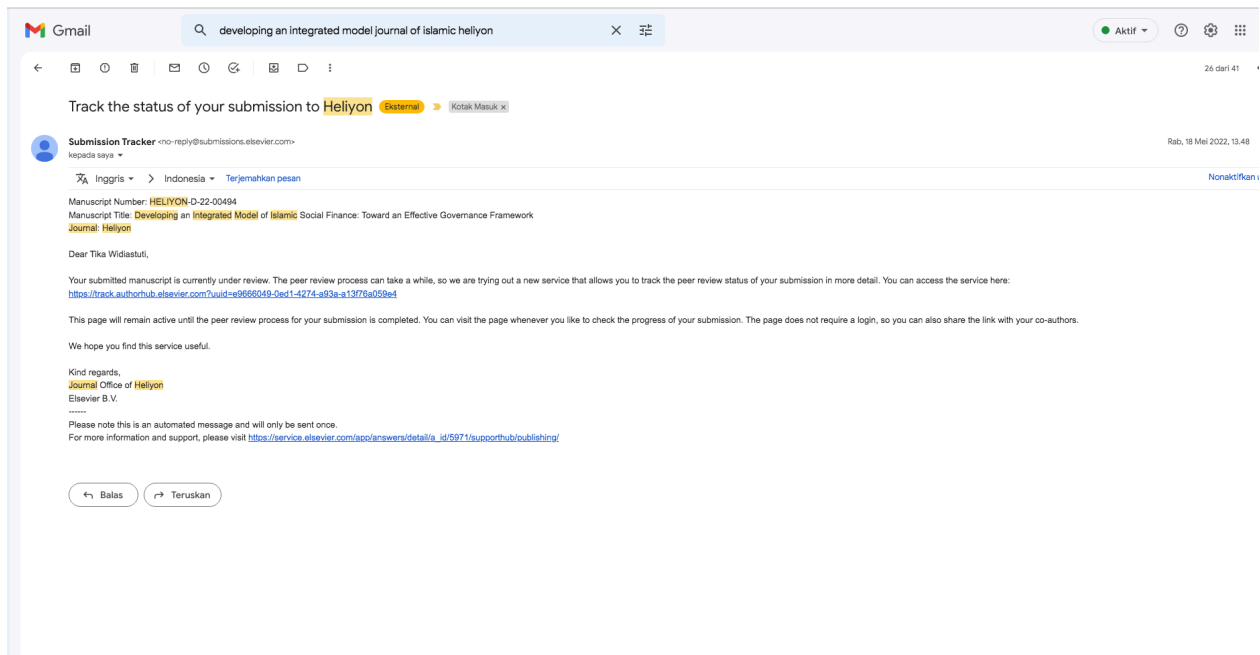 Gmail
developing an integrated model journal of islamic heliyon
Aktif
26 dari 41
Track the status of your submission to Heliyon Eksternal Kotak Masuk x
Submission Tracker <no-reply@submissions.elsevier.com>
Rab, 18 Mei 2022, 13.48
kepada saya
Inggris > Indonesia Terjemahkan pesan
Nonaktifkan
Manuscript Number: HELIYON-D-22-00494
Manuscript Title: Developing an Integrated Model of Islamic Social Finance: Toward an Effective Governance Framework
Journal: Heliyon
Dear Tika Widiastuti,
Your submitted manuscript is currently under review. The peer review process can take a while, so we are trying out a new service that allows you to track the peer review status of your submission in more detail. You can access the service here:
https://track.authorhub.elsevier.com?uuid=e9666049-0ed1-4274-a93a-a13f76a059e4
This page will remain active until the peer review process for your submission is completed. You can visit the page whenever you like to check the progress of your submission. The page does not require a login, so you can also share the link with your co-authors.
We hope you find this service useful.
Kind regards,
Journal Office of Heliyon
Elsevier B.V.
------
Please note this is an automated message and will only be sent once.
For more information and support, please visit https://service.elsevier.com/app/answers/detail/a_id/5971/supporthub/publishing/
Balas
Teruskan